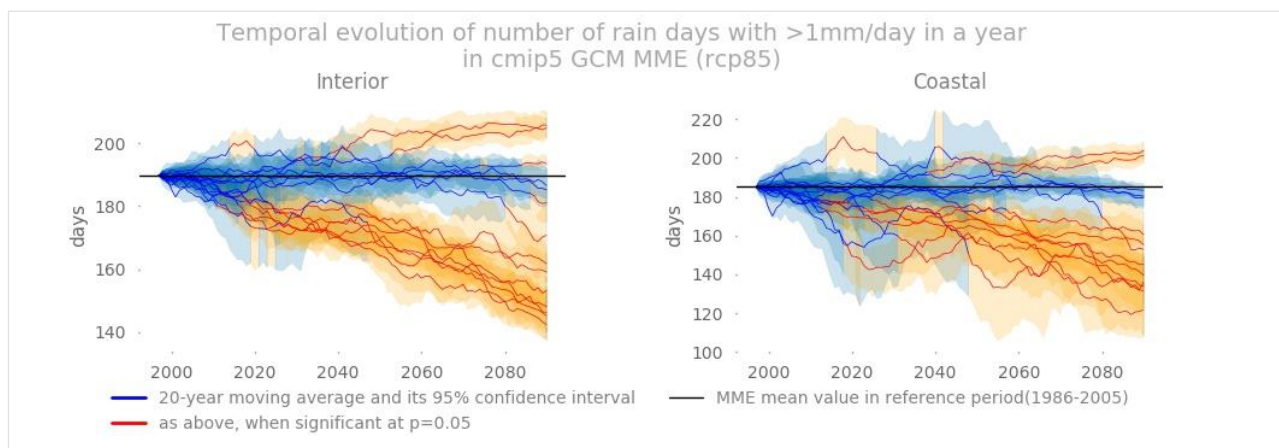 Temporal evolution of number of rain days with >1mm/day in a year
in cmip5 GCM MME (rcp85)
Interior
Coastal
days
200
180
160
140
2000 2020 2040 2060 2080
days
220
200
180
160
140
120
100
2000 2020 2040 2060 2080
20-year moving average and its 95% confidence interval
as above, when significant at p=0.05
MME mean value in reference period(1986-2005)